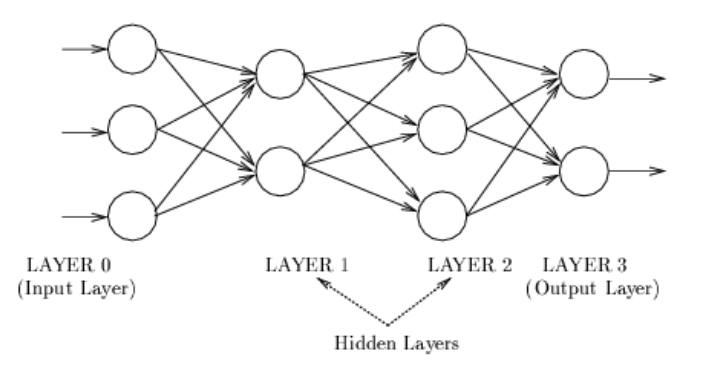 LAYER 0
(Input Layer)
LAYER 1
LAYER 2
LAYER 3
(Output Layer)
Hidden Layers